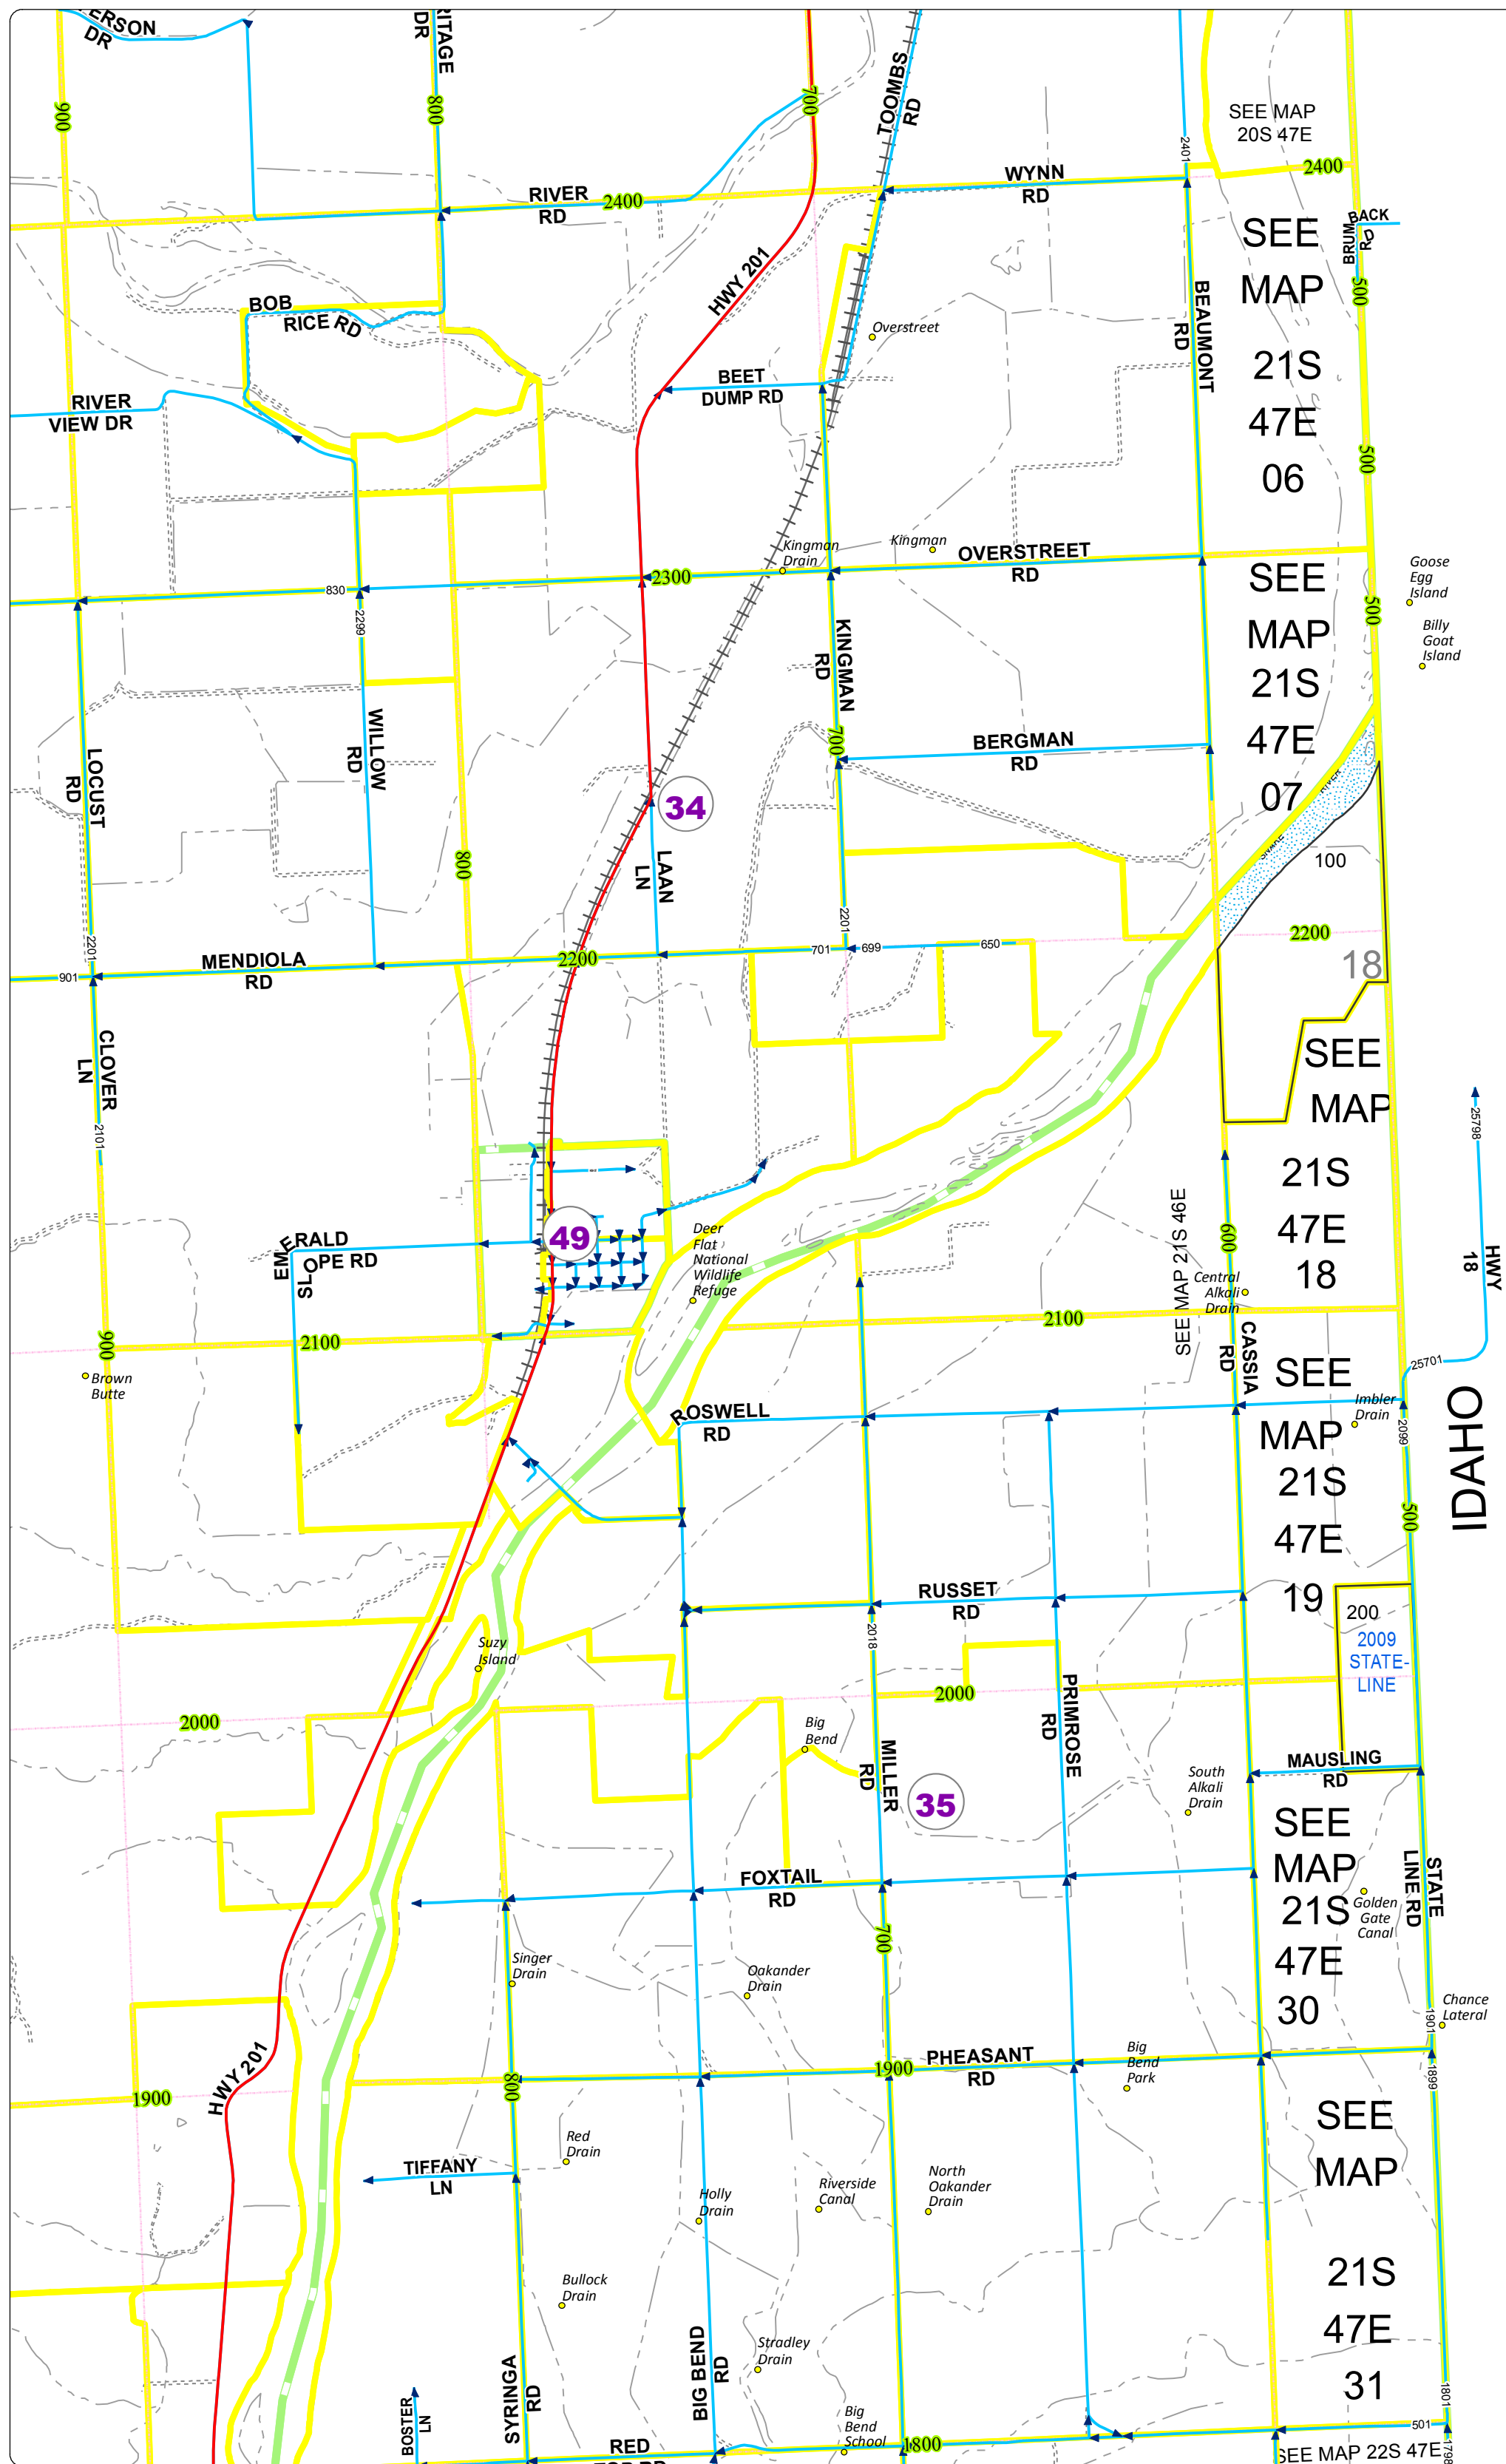 ERSON
DR
RITAGE
DR
900
800
700
TOOMBS
RD
2401
SEE MAP
20S 47E
2400
RIVER
RD
2400
WYNN
RD
HWY 201
BACK
BRUM
RD
SEE
MAP
21S
47E
06
500
BOB
RICE RD
Overstreet
BEAUMONT
RD
BEET
DUMP RD
RIVER
VIEW DR
500
Kingman
Drain
Kingman
OVERSTREET
RD
2300
830
2299
Goose
Egg
Island
SEE
MAP
21S
47E
07
500
Billy
Goat
Island
KINGMAN
RD
LOCUST
RD
WILLOW
RD
700
BERGMAN
RD
34
800
LAAN
LN
SNAKE RIVER
100
2201
2201
2200
18
901
MENDIOLA
RD
2200
701
699
650
CLOVER
LN
2101
SEE
MAP
21S
47E
18
25798
HWY
18
SEE MAP 21S 46E
600
EMERALD
SLOPE RD
49
Deer
Flat
National
Wildlife
Refuge
Central
Alkali
Drain
900
2100
2100
CASSIA
RD
25701
Brown
Butte
SEE
MAP
21S
47E
19
Imbler
Drain
2099
IDAHO
ROSWELL
RD
500
RUSSET
RD
2018
200
2009
STATE-
LINE
Suzy
Island
2000
2000
PRIMROSE
RD
Big
Bend
MILLER
RD
35
South
Alkali
Drain
MAUSLING
RD
SEE
MAP
21S
47E
30
STATE
LINE RD
FOXTAIL
RD
Golden
Gate
Canal
700
Singer
Drain
Oakander
Drain
Chance
Lateral
1901
HWY 201
1900
800
1900
PHEASANT
RD
Big
Bend
Park
1899
Red
Drain
TIFFANY
LN
Holly
Drain
Riverside
Canal
North
Oakander
Drain
SEE
MAP
21S
47E
31
Bullock
Drain
Stradley
Drain
BOSTER
LN
SYRINGA
RD
BIG BEND
RD
Big
Bend
School
1801
501
RED
TOP RD
1800
1798
SEE MAP 22S 47E